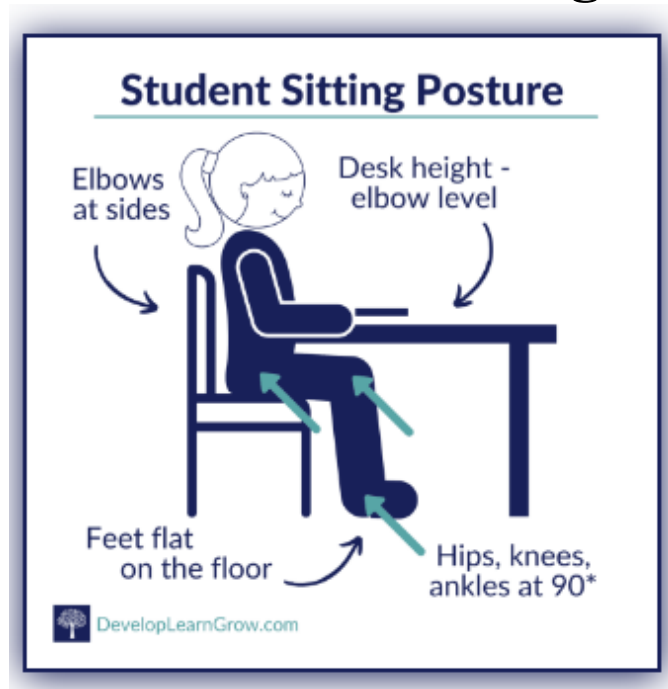 Student Sitting Posture
Elbows
at sides
Desk height -
elbow level
Feet flat
on the floor
Hips, knees,
ankles at 90*
DevelopLearnGrow.com